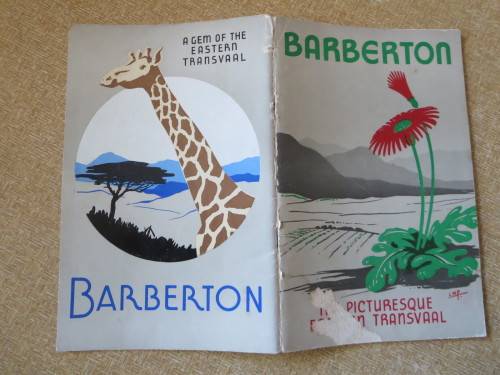 A GEM OF THE
EASTERN
TRANSVAAL
BARBERTON
BARBERTON
PICTURESQUE
TRANSVAAL